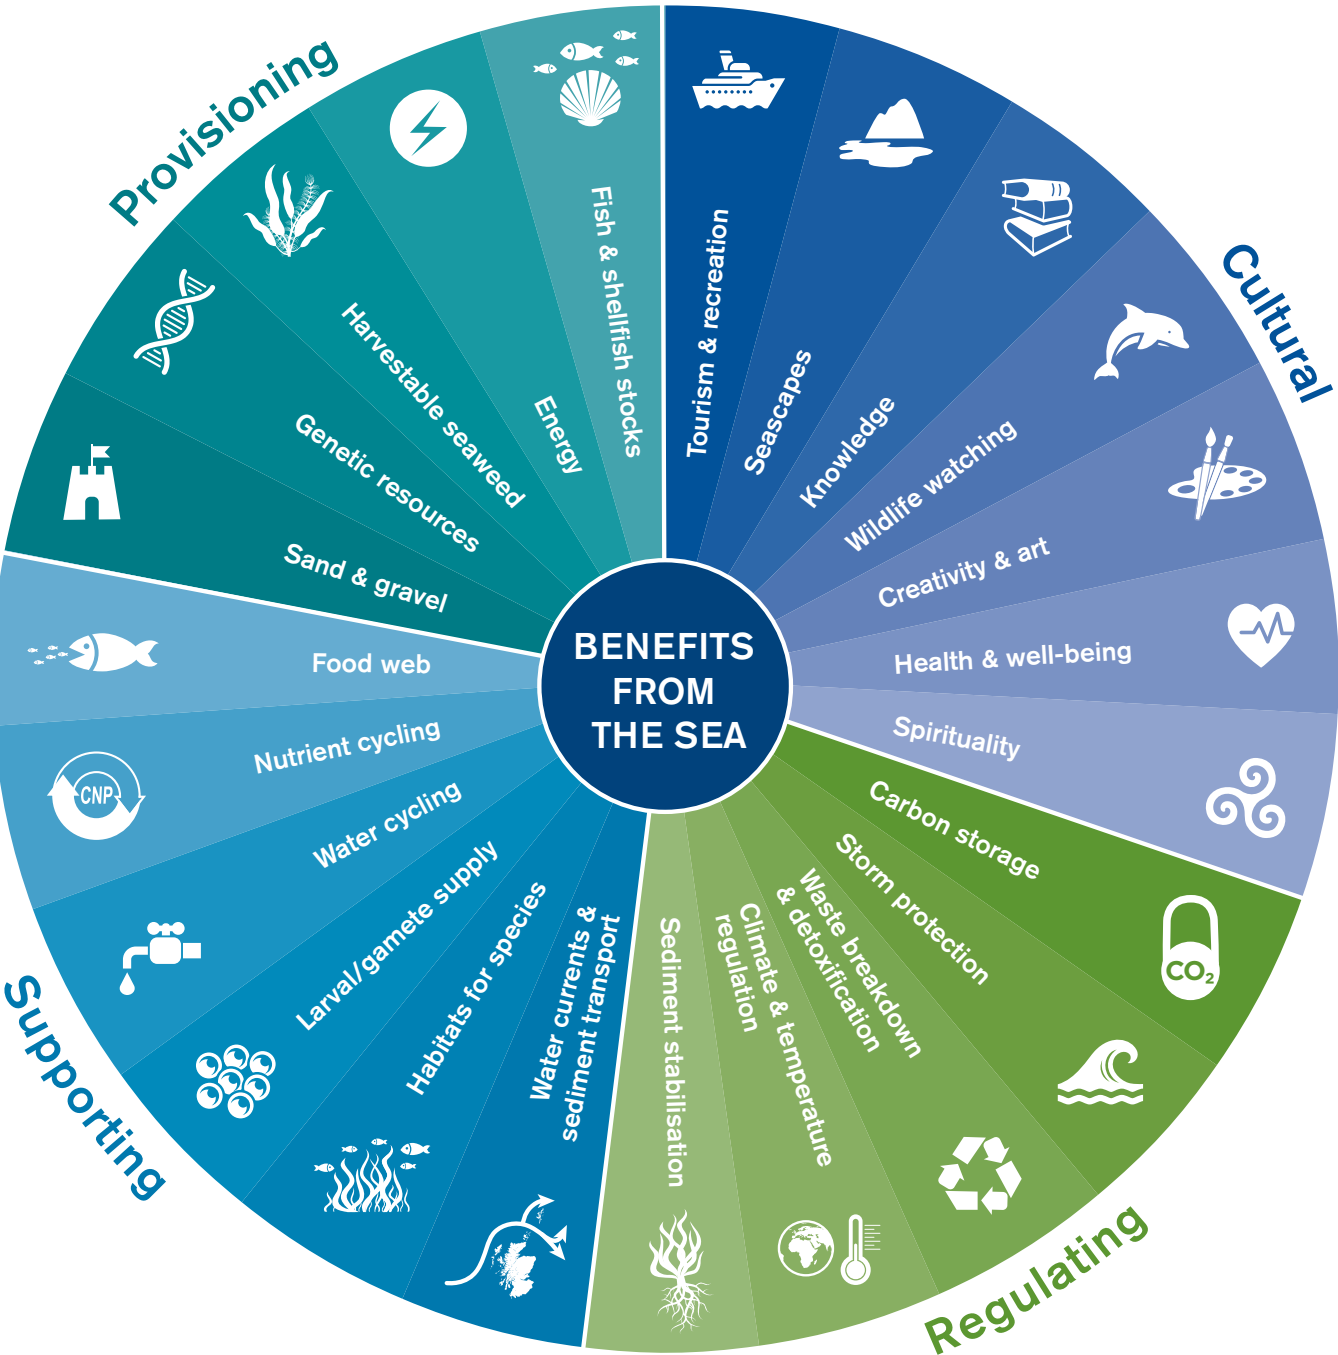 BENEFITS
FROM
THE SEA
Cultural
Tourism & recreation
Seascapes
Knowledge
Wildlife watching
Creativity & art
Health & well-being
Spirituality
Regulating
Carbon storage
CO₂
Storm protection
Waste breakdown
& detoxification
Climate & temperature
regulation
Sediment stabilisation
Supporting
Water currents &
sediment transport
Habitats for species
Larval/gamete supply
Water cycling
Nutrient cycling
CNP
Food web
Provisioning
Sand & gravel
Genetic resources
Harvestable seaweed
Energy
Fish & shellfish stocks